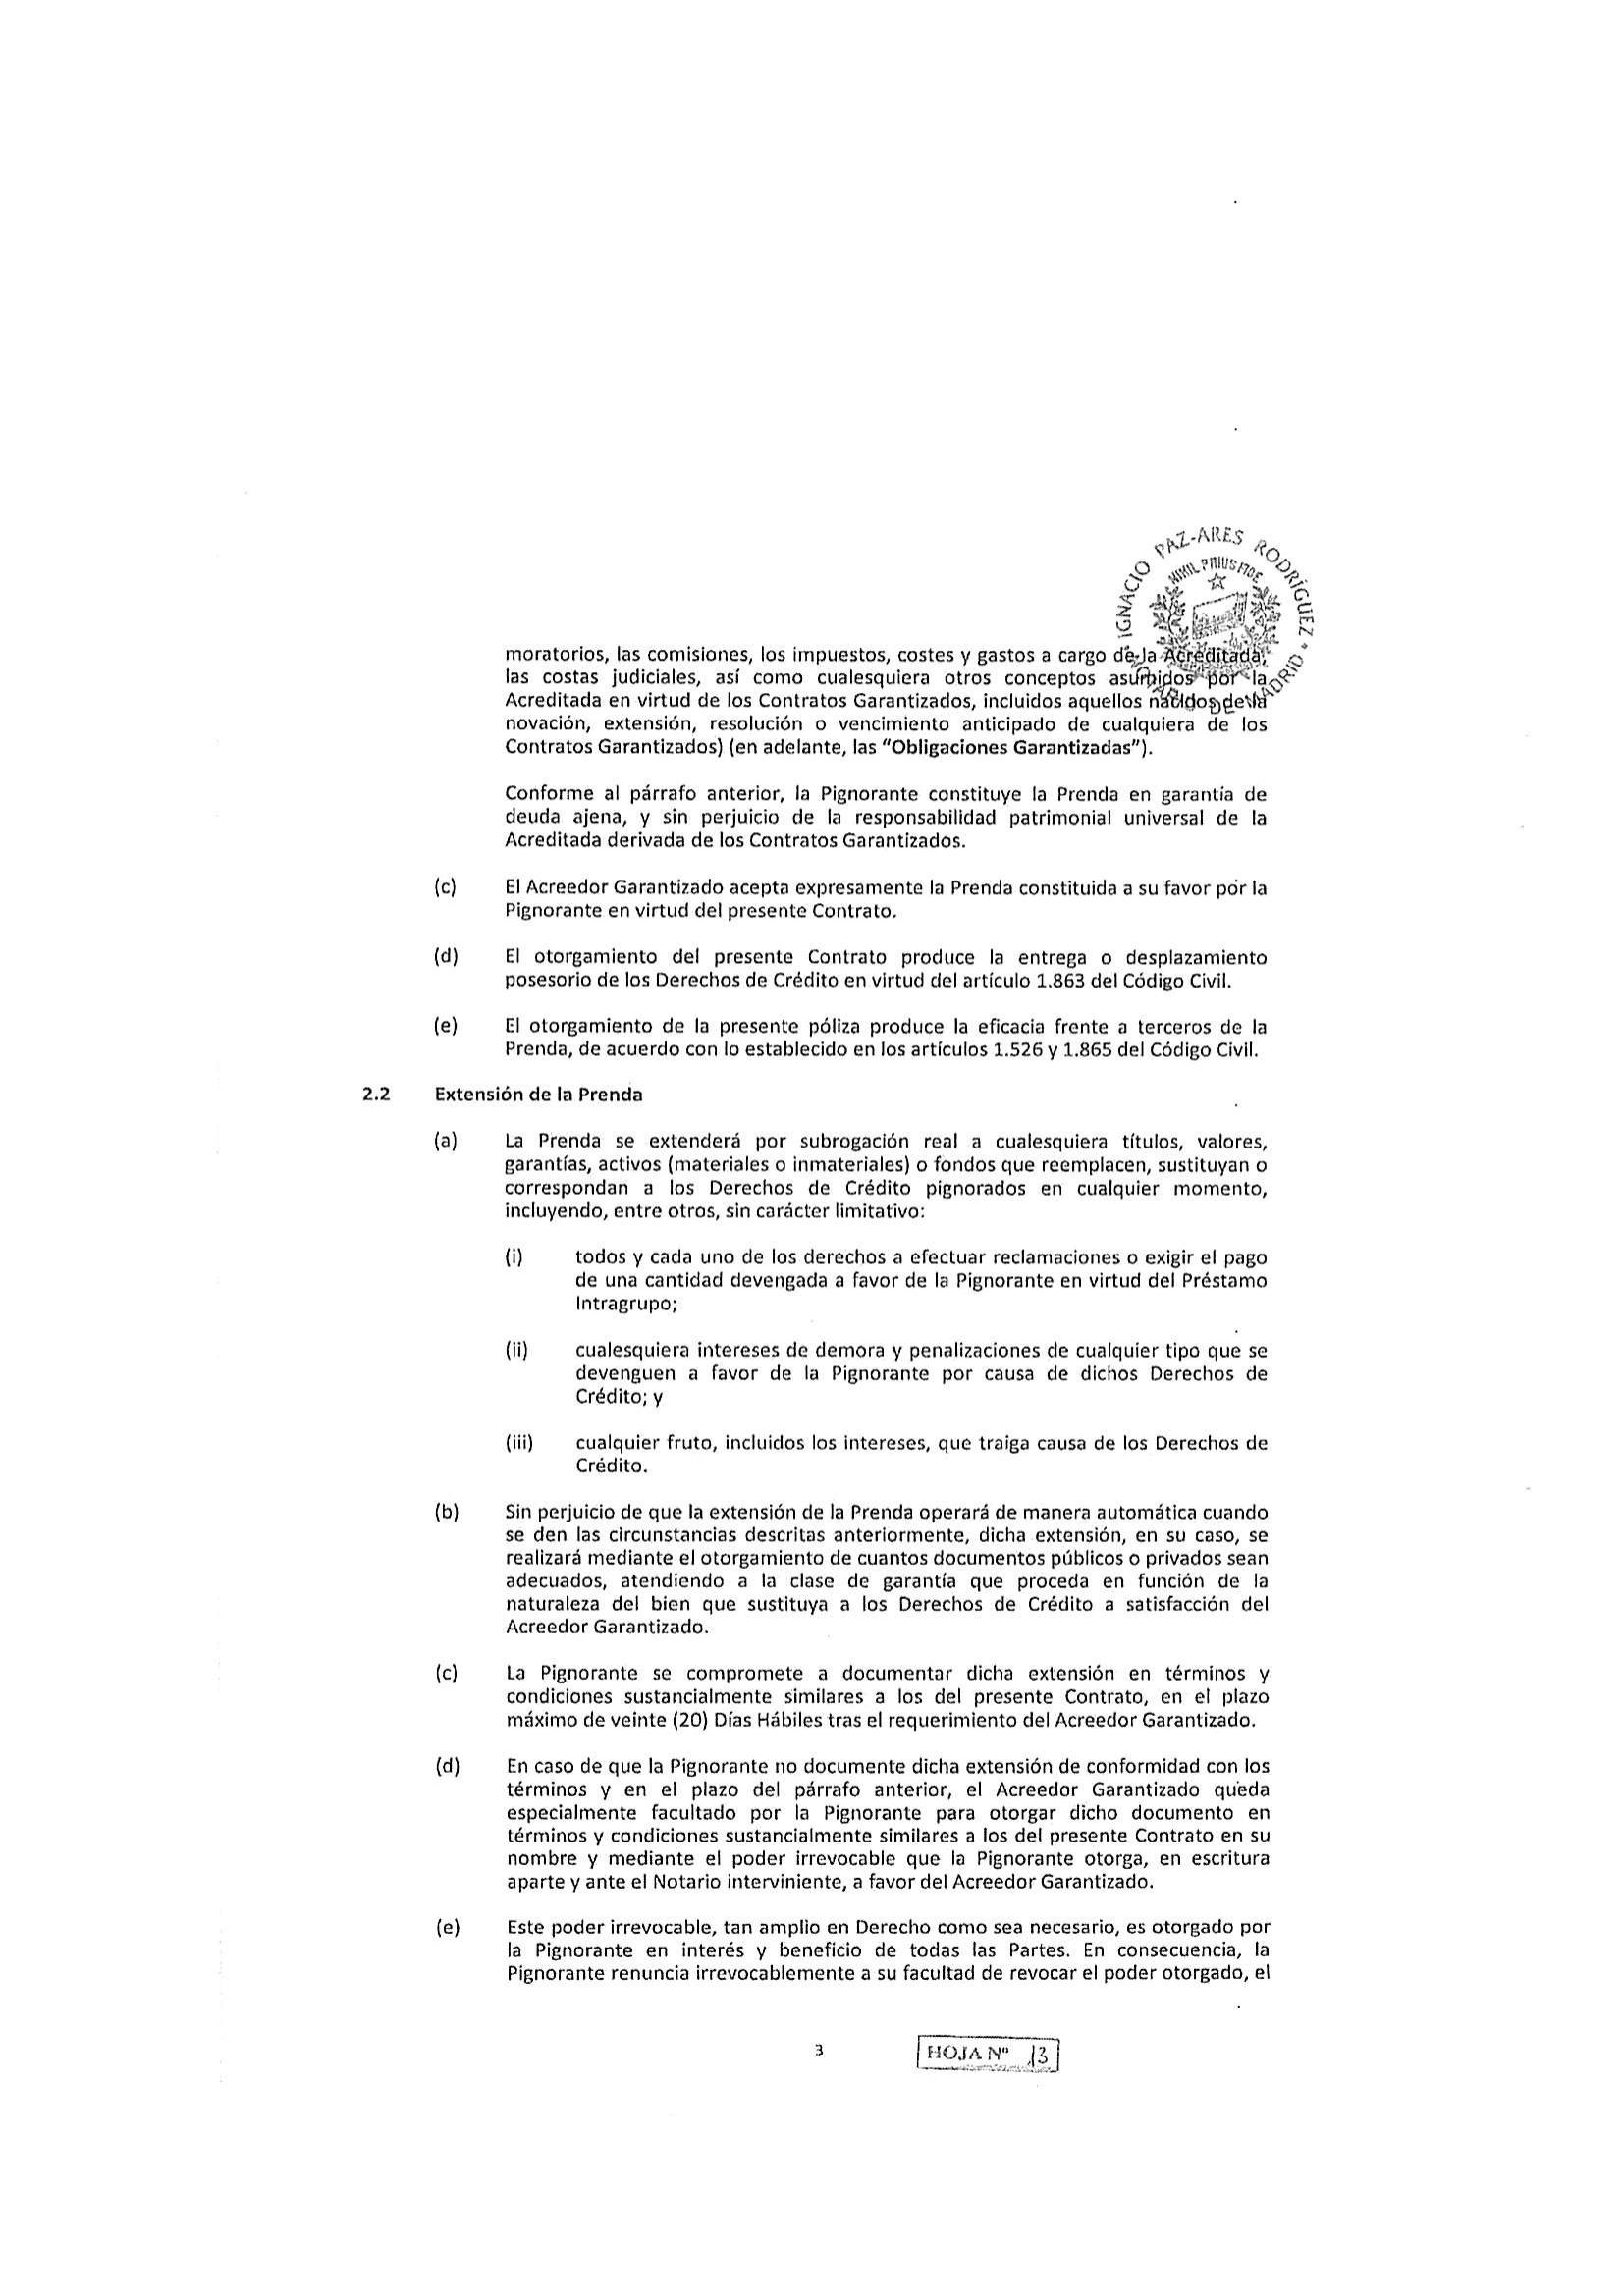 IGNACIO PAZ-ARES RODRÍGUEZ
NIHIL PRIUS FIDE
MADRID
moratorios, las comisiones, los impuestos, costes y gastos a cargo de la Acreditada,
las costas judiciales, así como cualesquiera otros conceptos asumidos por la
Acreditada en virtud de los Contratos Garantizados, incluidos aquellos nacidos de la
novación, extensión, resolución o vencimiento anticipado de cualquiera de los
Contratos Garantizados) (en adelante, las "Obligaciones Garantizadas").
Conforme al párrafo anterior, la Pignorante constituye la Prenda en garantía de
deuda ajena, y sin perjuicio de la responsabilidad patrimonial universal de la
Acreditada derivada de los Contratos Garantizados.
(c) El Acreedor Garantizado acepta expresamente la Prenda constituida a su favor por la
Pignorante en virtud del presente Contrato.
(d) El otorgamiento del presente Contrato produce la entrega o desplazamiento
posesorio de los Derechos de Crédito en virtud del artículo 1.863 del Código Civil.
(e) El otorgamiento de la presente póliza produce la eficacia frente a terceros de la
Prenda, de acuerdo con lo establecido en los artículos 1.526 y 1.865 del Código Civil.
2.2 Extensión de la Prenda
(a) La Prenda se extenderá por subrogación real a cualesquiera títulos, valores,
garantías, activos (materiales o inmateriales) o fondos que reemplacen, sustituyan o
correspondan a los Derechos de Crédito pignorados en cualquier momento,
incluyendo, entre otros, sin carácter limitativo:
(i) todos y cada uno de los derechos a efectuar reclamaciones o exigir el pago
de una cantidad devengada a favor de la Pignorante en virtud del Préstamo
Intragrupo;
(ii) cualesquiera intereses de demora y penalizaciones de cualquier tipo que se
devenguen a favor de la Pignorante por causa de dichos Derechos de
Crédito; y
(iii) cualquier fruto, incluidos los intereses, que traiga causa de los Derechos de
Crédito.
(b) Sin perjuicio de que la extensión de la Prenda operará de manera automática cuando
se den las circunstancias descritas anteriormente, dicha extensión, en su caso, se
realizará mediante el otorgamiento de cuantos documentos públicos o privados sean
adecuados, atendiendo a la clase de garantía que proceda en función de la
naturaleza del bien que sustituya a los Derechos de Crédito a satisfacción del
Acreedor Garantizado.
(c) La Pignorante se compromete a documentar dicha extensión en términos y
condiciones sustancialmente similares a los del presente Contrato, en el plazo
máximo de veinte (20) Días Hábiles tras el requerimiento del Acreedor Garantizado.
(d) En caso de que la Pignorante no documente dicha extensión de conformidad con los
términos y en el plazo del párrafo anterior, el Acreedor Garantizado queda
especialmente facultado por la Pignorante para otorgar dicho documento en
términos y condiciones sustancialmente similares a los del presente Contrato en su
nombre y mediante el poder irrevocable que la Pignorante otorga, en escritura
aparte y ante el Notario interviniente, a favor del Acreedor Garantizado.
(e) Este poder irrevocable, tan amplio en Derecho como sea necesario, es otorgado por
la Pignorante en interés y beneficio de todas las Partes. En consecuencia, la
Pignorante renuncia irrevocablemente a su facultad de revocar el poder otorgado, el
3
HOJA Nº 13